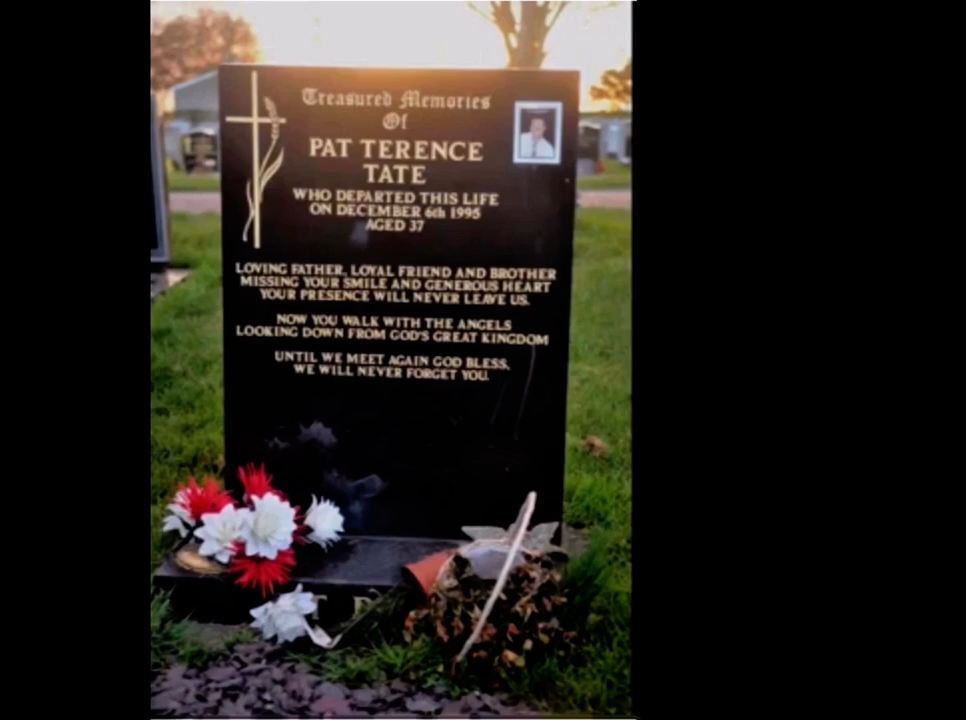 Treasured Memories
Of
PAT TERENCE
TATE
WHO DEPARTED THIS LIFE
ON DECEMBER 6th 1995
AGED 37
LOVING FATHER, LOYAL FRIEND AND BROTHER
MISSING YOUR SMILE AND GENEROUS HEART
YOUR PRESENCE WILL NEVER LEAVE US.
NOW YOU WALK WITH THE ANGELS
LOOKING DOWN FROM GOD'S GREAT KINGDOM
UNTIL WE MEET AGAIN GOD BLESS,
WE WILL NEVER FORGET YOU.